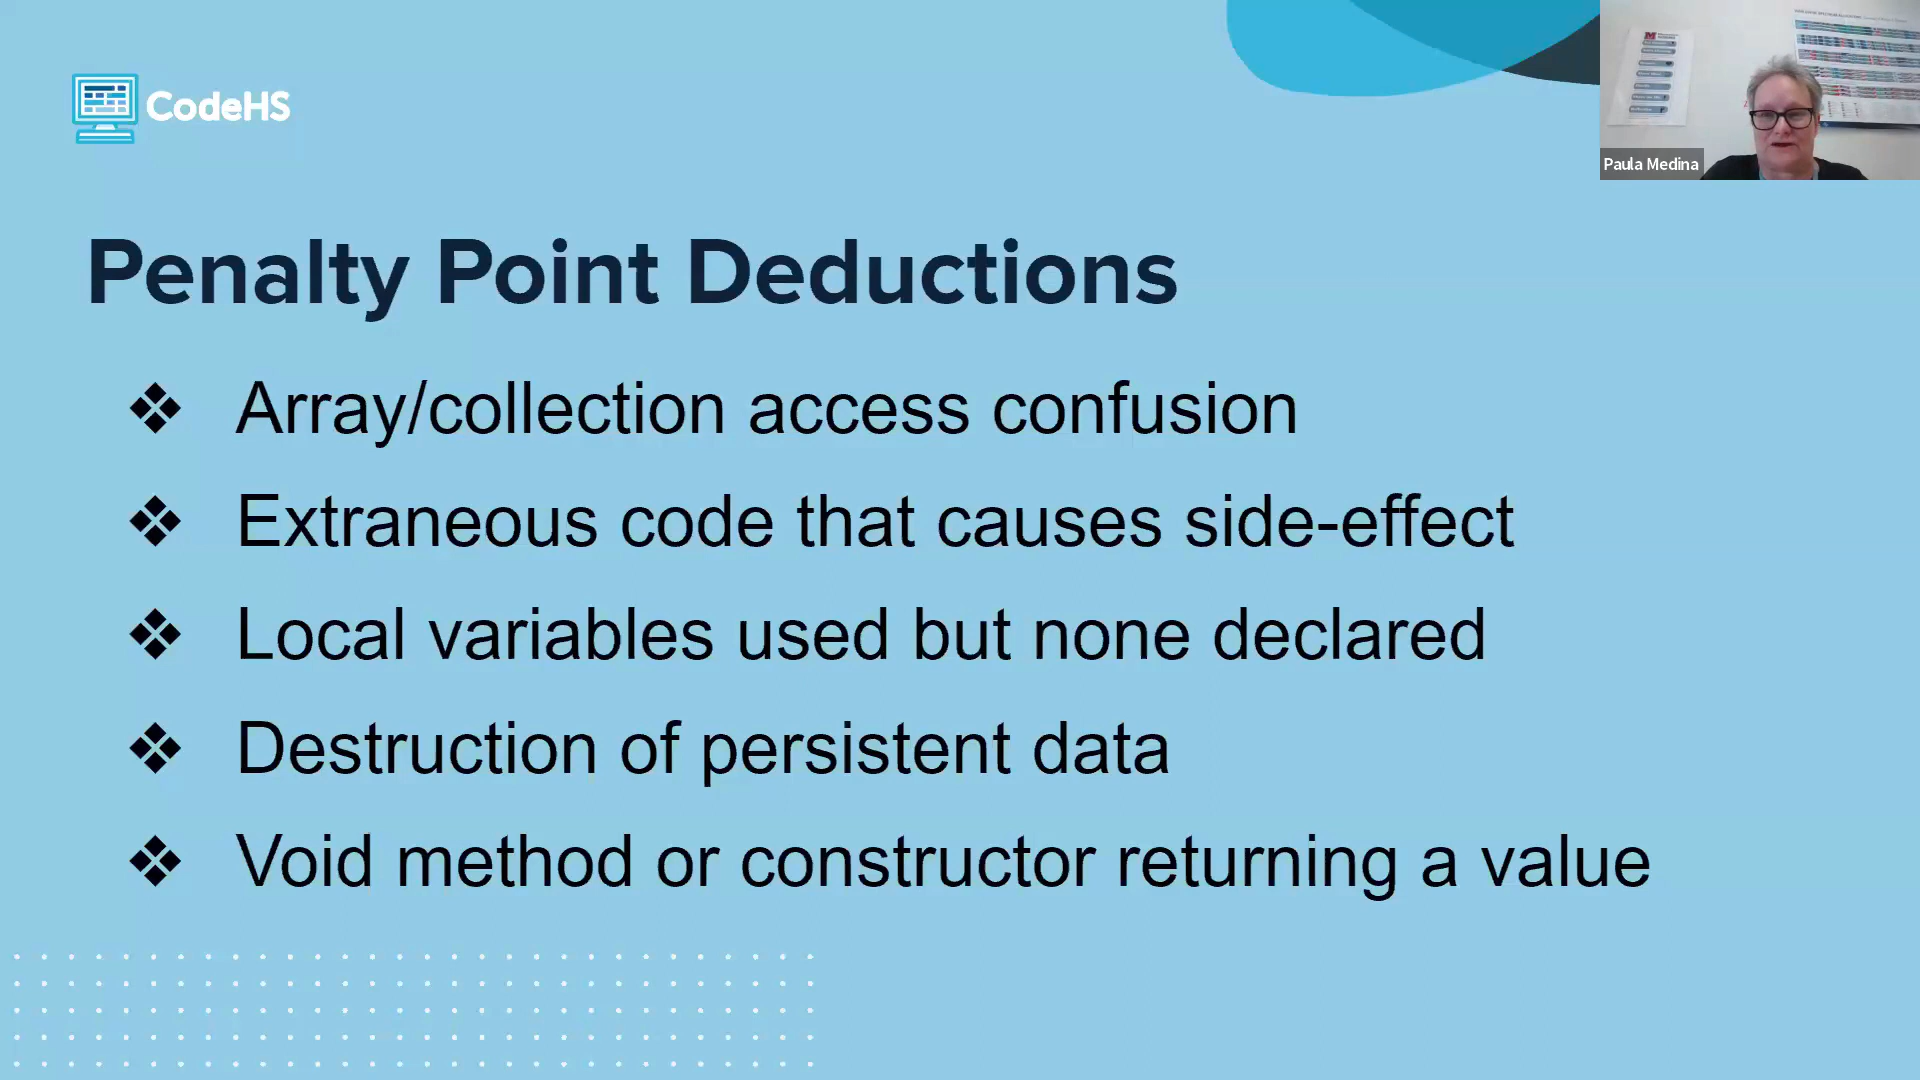 CodeHS
Paula Medina
Penalty Point Deductions
❖ Array/collection access confusion
❖ Extraneous code that causes side-effect
❖ Local variables used but none declared
❖ Destruction of persistent data
❖ Void method or constructor returning a value